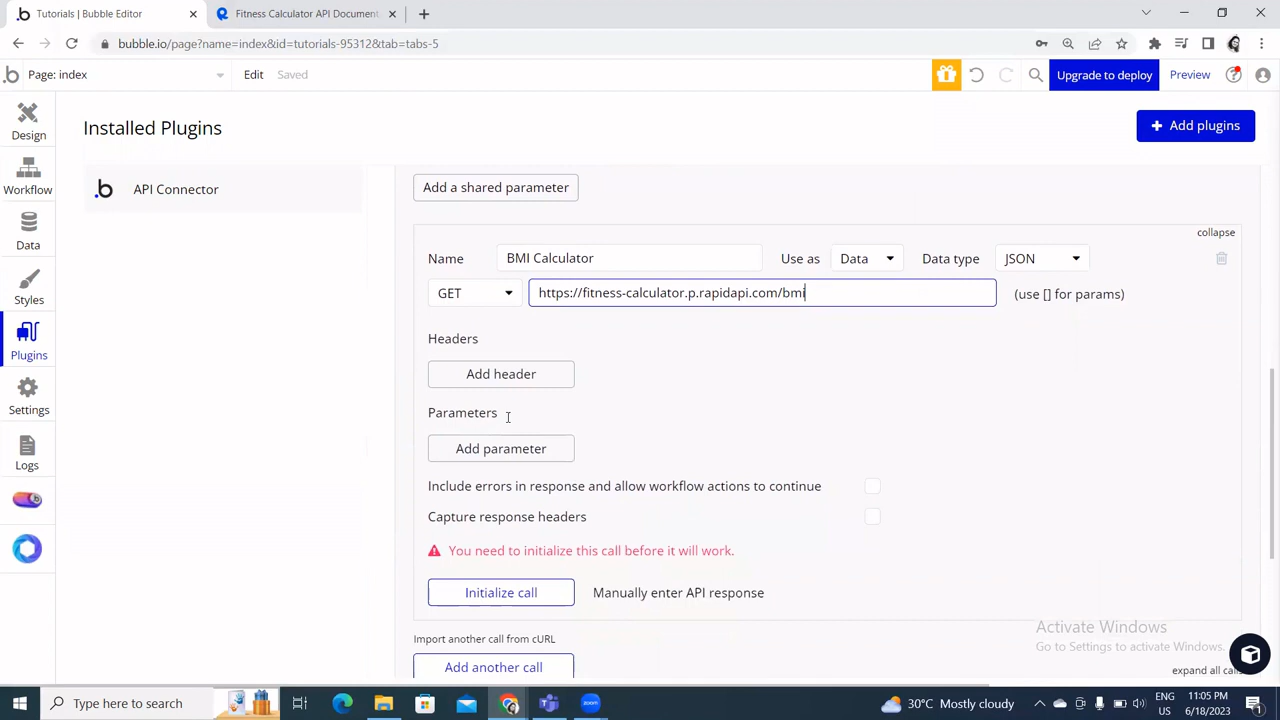 Tutorials | Bubble Editor
Fitness Calculator API Document
bubble.io/page?name=index&id=tutorials-95312&tab=tabs-5
Page: index
Edit
Saved
Upgrade to deploy
Preview
Design
Workflow
Data
Styles
Plugins
Settings
Logs
Installed Plugins
Add plugins
API Connector
Add a shared parameter
collapse
Name
BMI Calculator
Use as
Data
Data type
JSON
GET
https://fitness-calculator.p.rapidapi.com/bmi
(use [] for params)
Headers
Add header
Parameters
Add parameter
Include errors in response and allow workflow actions to continue
Capture response headers
You need to initialize this call before it will work.
Initialize call
Manually enter API response
Import another call from cURL
Add another call
expand all cal
Activate Windows
Go to Settings to activate Windows.
Type here to search
30°C Mostly cloudy
ENG
US
11:05 PM
6/18/2023